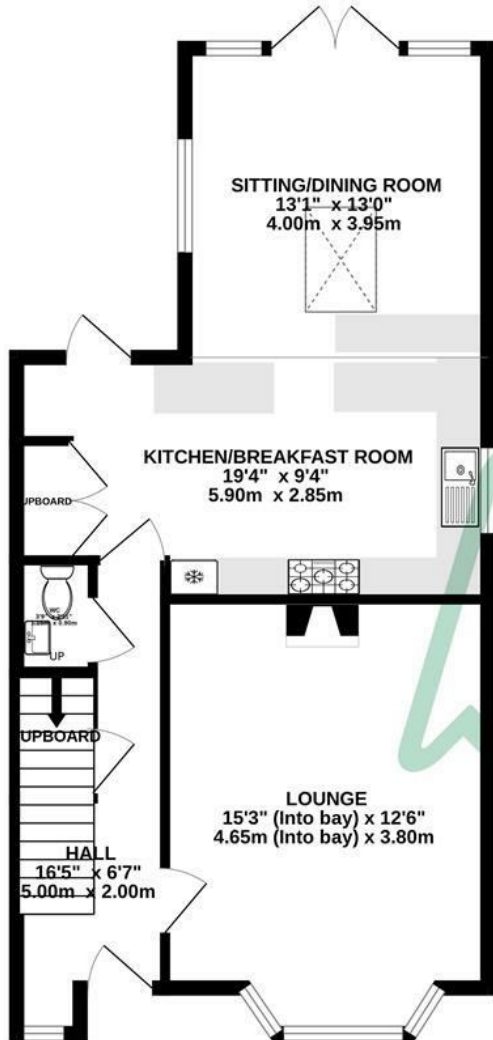 SITTING/DINING ROOM
13'1" x 13'0"
4.00m x 3.95m
KITCHEN/BREAKFAST ROOM
19'4" x 9'4"
5.90m x 2.85m
UPBOARD
WC
UP
UPBOARD
LOUNGE
15'3" (Into bay) x 12'6"
4.65m (Into bay) x 3.80m
HALL
16'5" x 6'7"
5.00m x 2.00m